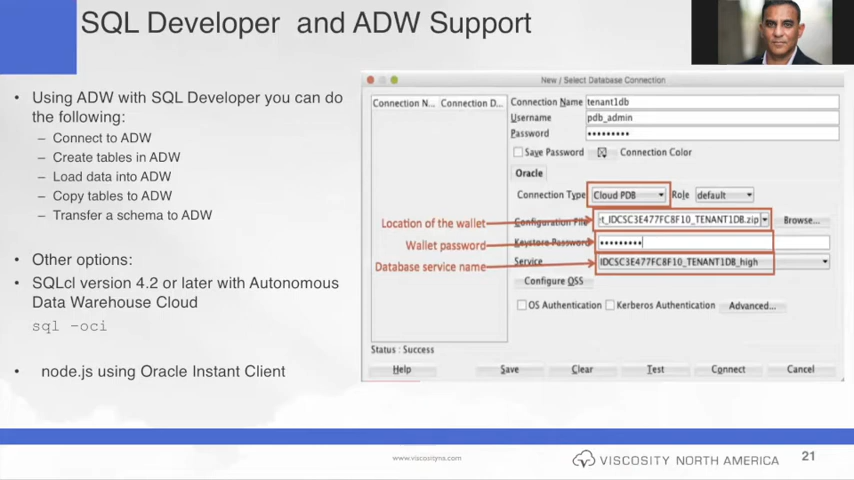 SQL Developer and ADW Support
• Using ADW with SQL Developer you can do
the following:
– Connect to ADW
– Create tables in ADW
– Load data into ADW
– Copy tables to ADW
– Transfer a schema to ADW
• Other options:
• SQLcl version 4.2 or later with Autonomous
Data Warehouse Cloud
sql -oci
• node.js using Oracle Instant Client
New / Select Database Connection
Connection N... Connection D...
Connection Name tenant1db
Username pdb_admin
Password •••••••••
Save Password Connection Color
Oracle
Connection Type Cloud PDB Role default
Location of the wallet Configuration File t_IDCSC3E477FC8F10_TENANT1DB.zip Browse...
Wallet password Keystore Password •••••••••
Database service name Service IDCSC3E477FC8F10_TENANT1DB_high
Configure OSS
OS Authentication Kerberos Authentication Advanced...
Status : Success
Help Save Clear Test Connect Cancel
www.viscosityna.com
VISCOSITY NORTH AMERICA
21